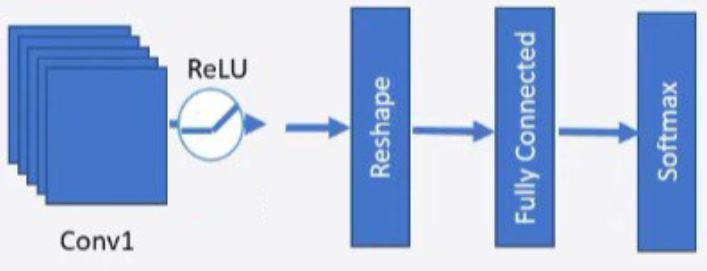 ReLU
Conv1
Reshape
Fully Connected
Softmax